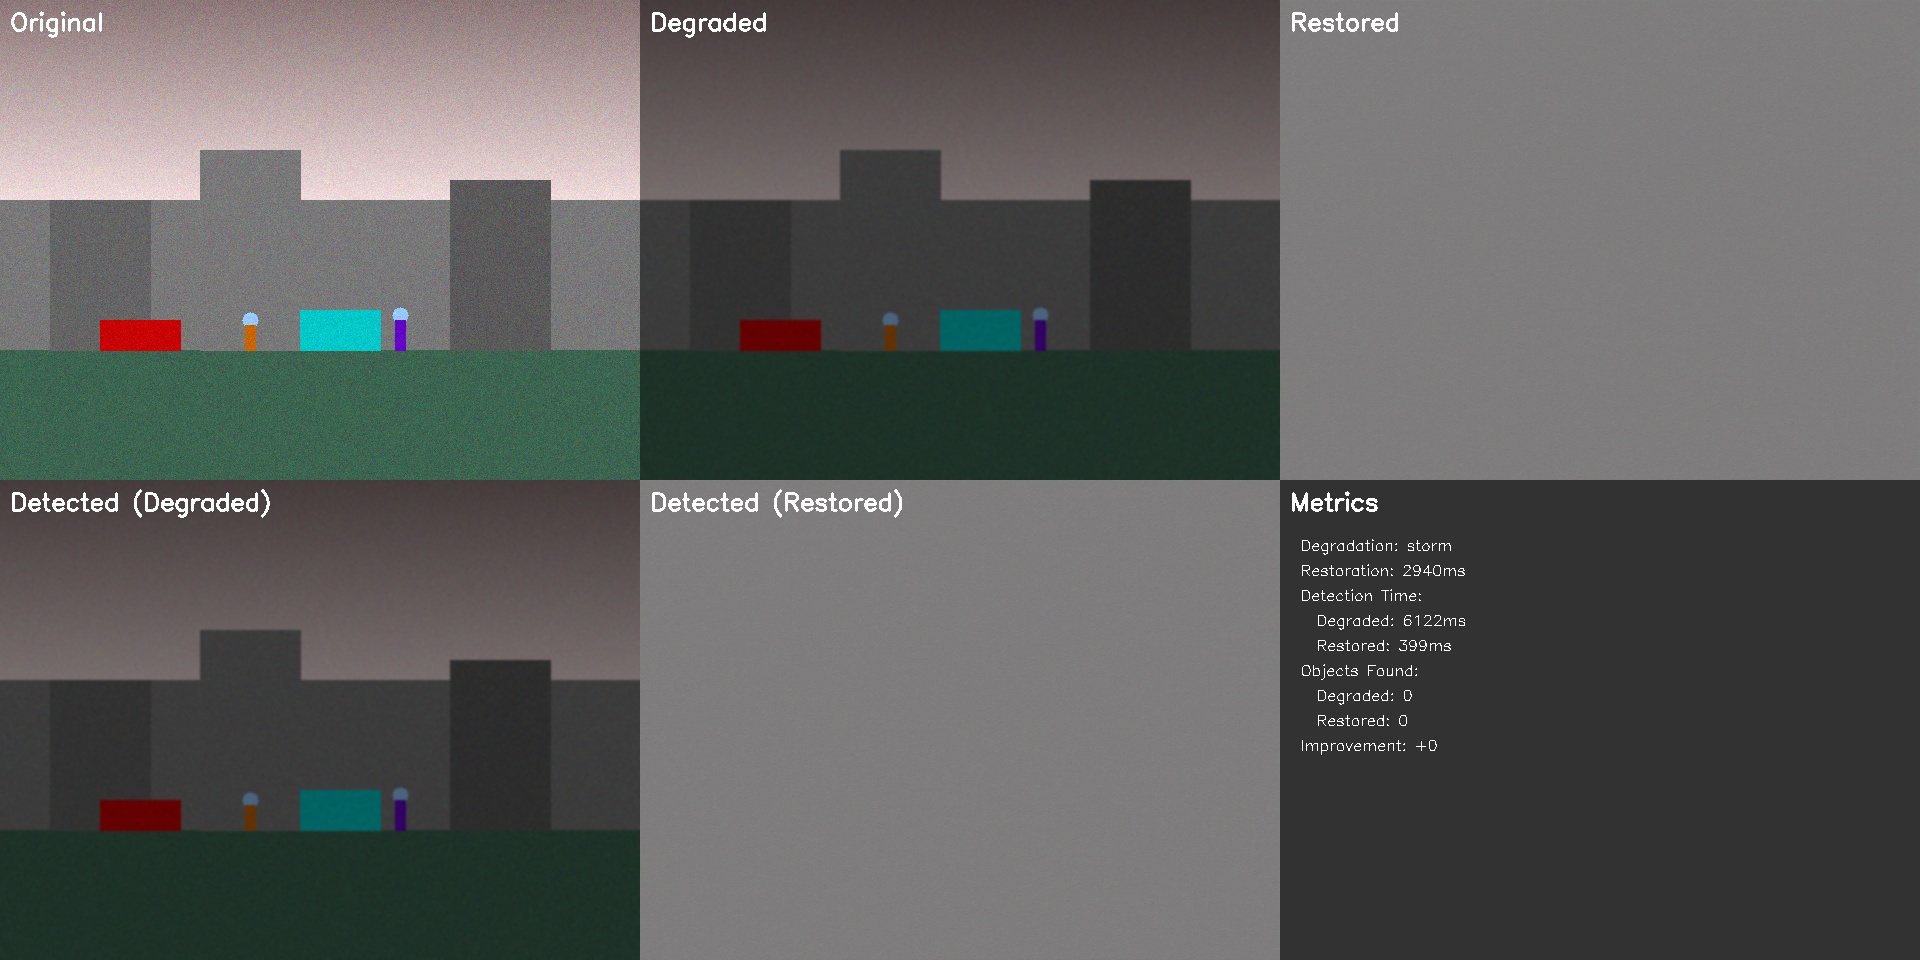 Original
Degraded
Restored
Detected (Degraded)
Detected (Restored)
Metrics
Degradation: storm
Restoration: 2940ms
Detection Time:
Degraded: 6122ms
Restored: 399ms
Objects Found:
Degraded: 0
Restored: 0
Improvement: +0